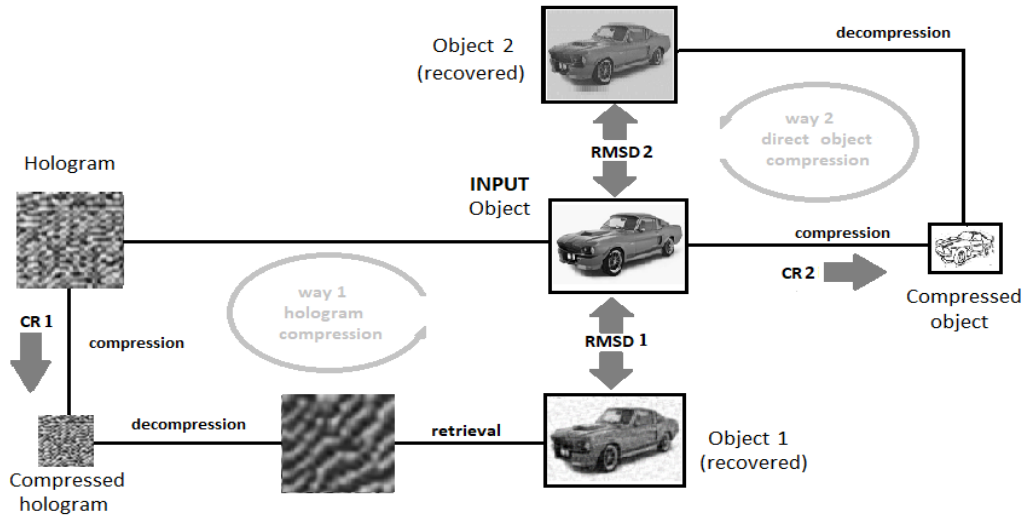 Object 2
(recovered)
decompression
way 2
direct object
compression
RMSD 2
Hologram
INPUT
Object
compression
CR 2
Compressed
object
way 1
hologram
compression
CR 1
compression
RMSD 1
decompression
retrieval
Object 1
(recovered)
Compressed
hologram